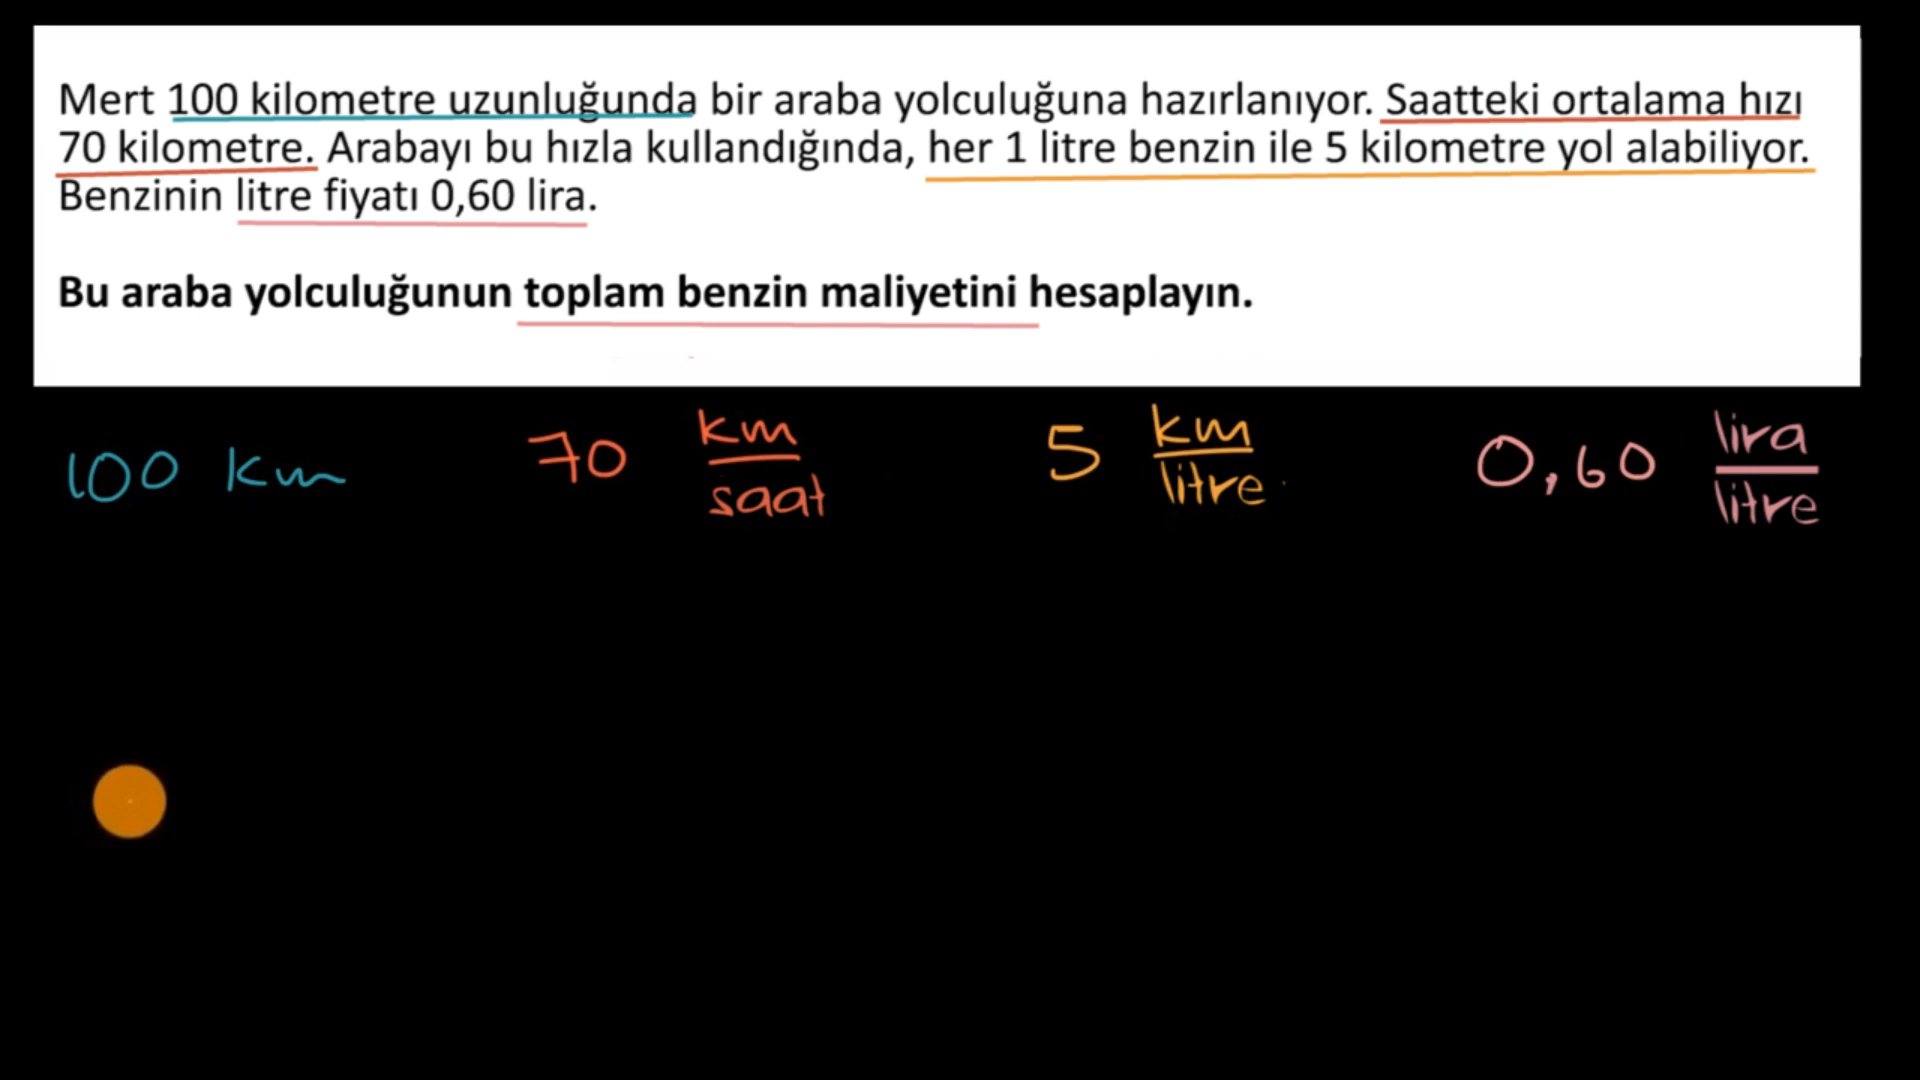 Mert 100 kilometre uzunluğunda bir araba yolculuğuna hazırlanıyor. Saatteki ortalama hızı
70 kilometre. Arabayı bu hızla kullandığında, her 1 litre benzin ile 5 kilometre yol alabiliyor.
Benzinin litre fiyatı 0,60 lira.
Bu araba yolculuğunun toplam benzin maliyetini hesaplayın.
100 km
70 km/saat
5 km/litre
0,60 lira/litre